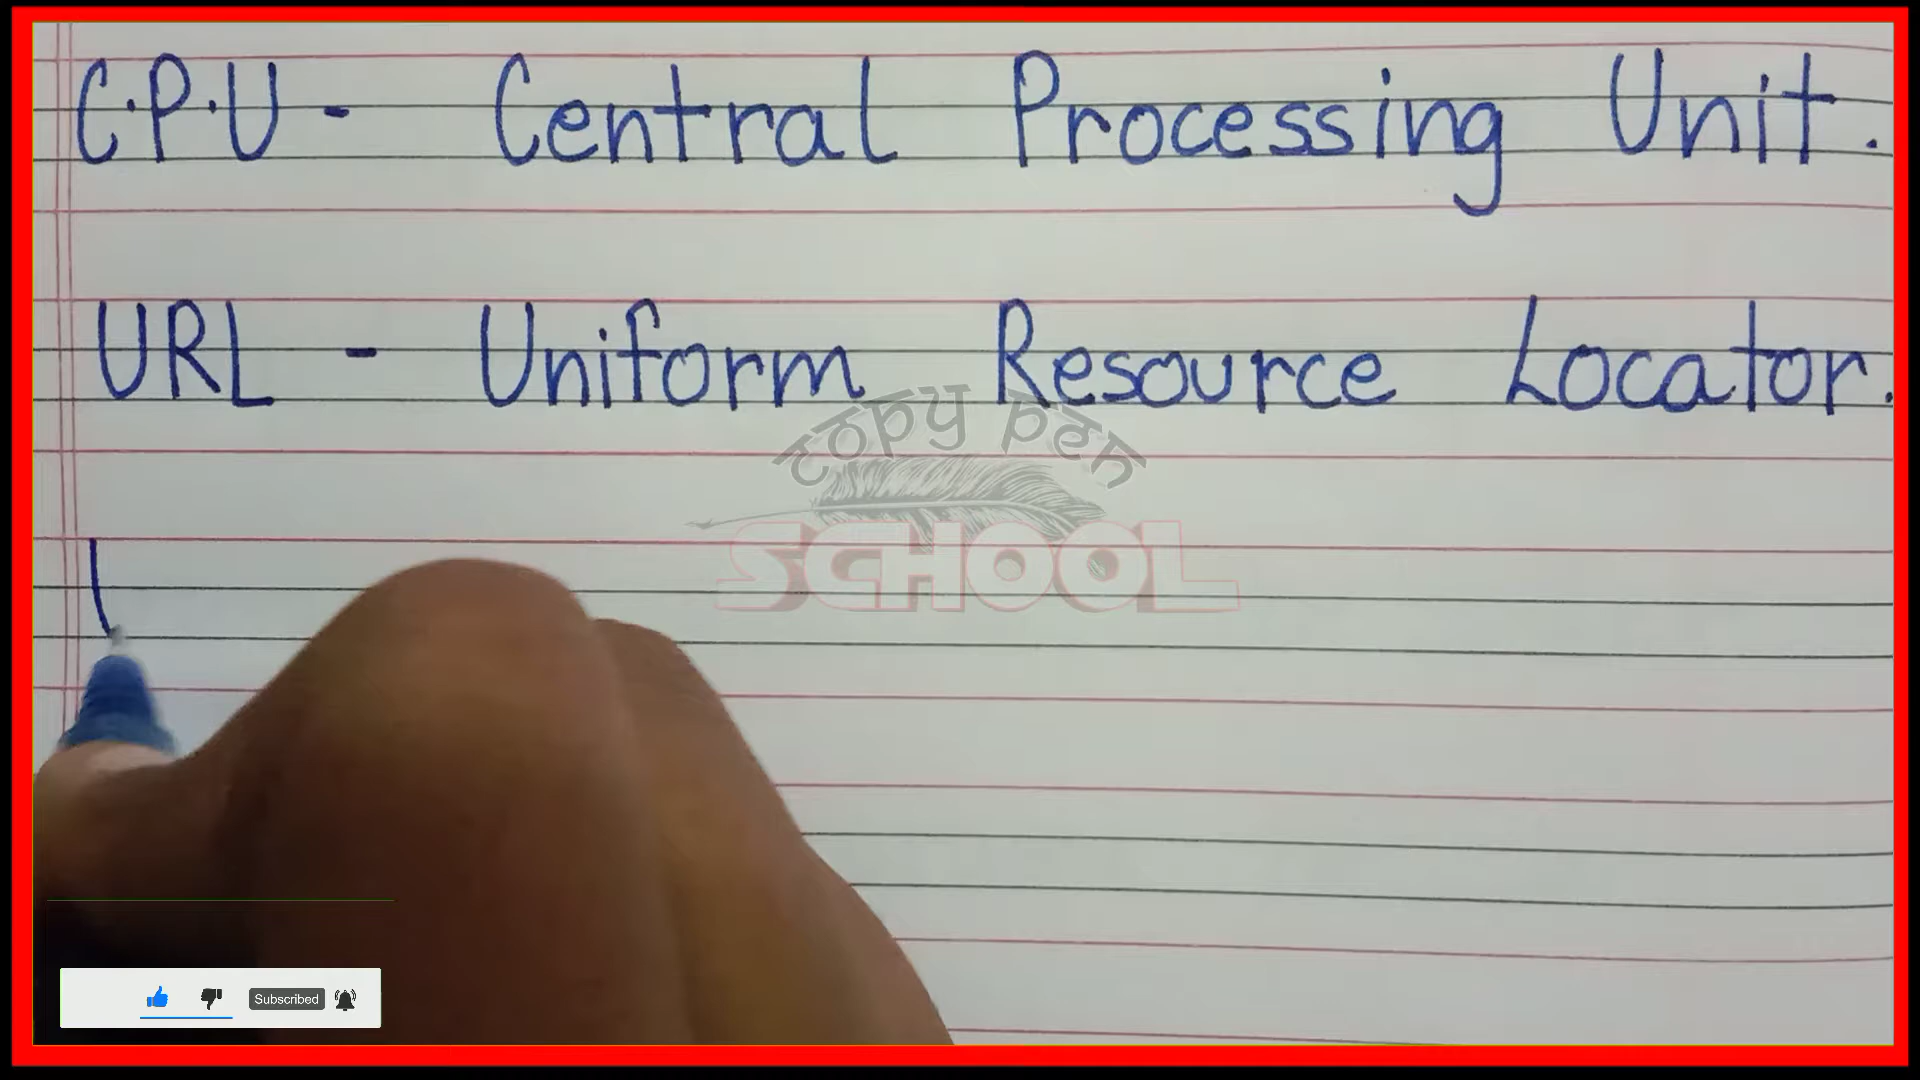 C.P.U - Central Processing Unit.
URL - Uniform Resource Locator.
copy pen
SCHOOL
Subscribed